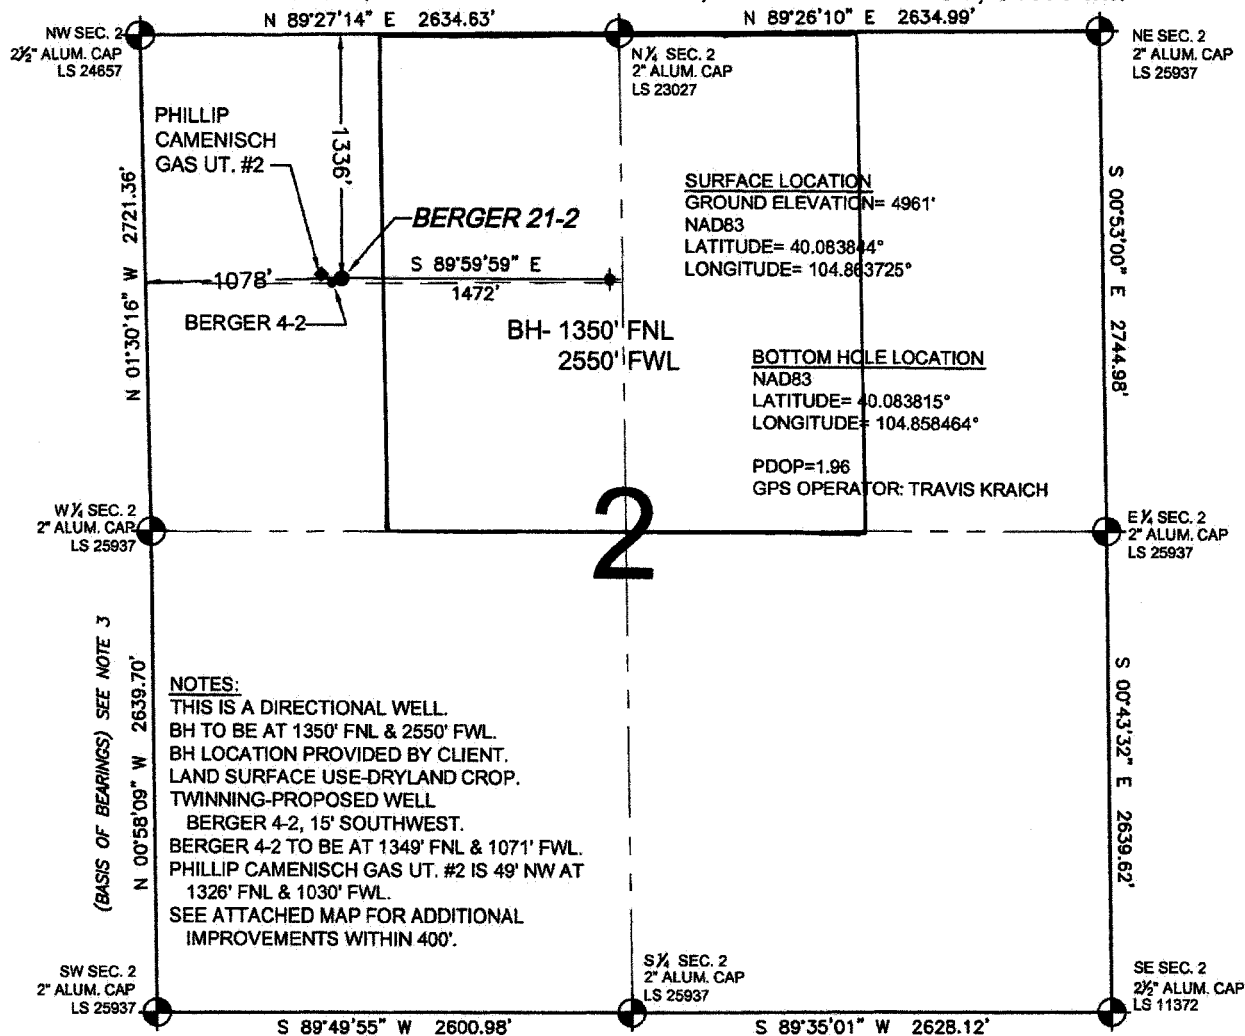 N 89°27'14" E 2634.63'
N 89°26'10" E 2634.99'
NW SEC. 2
2½" ALUM. CAP
LS 24657
N¼ SEC. 2
2" ALUM. CAP
LS 23027
NE SEC. 2
2" ALUM. CAP
LS 25937
PHILLIP
CAMENISCH
GAS UT. #2
1336'
BERGER 21-2
N 01°30'16" W 2721.36'
1078'
S 89°59'59" E
1472'
BERGER 4-2
BH- 1350' FNL
2550' FWL
SURFACE LOCATION
GROUND ELEVATION= 4961'
NAD83
LATITUDE= 40.083844°
LONGITUDE= 104.863725°
S 00°53'00" E 2744.98'
BOTTOM HOLE LOCATION
NAD83
LATITUDE= 40.083815°
LONGITUDE= 104.858464°
PDOP=1.96
GPS OPERATOR: TRAVIS KRAICH
W¼ SEC. 2
2" ALUM. CAP
LS 25937
2
E¼ SEC. 2
2" ALUM. CAP
LS 25937
(BASIS OF BEARINGS) SEE NOTE 3
N 00°58'09" W 2639.70'
NOTES:
THIS IS A DIRECTIONAL WELL.
BH TO BE AT 1350' FNL & 2550' FWL.
BH LOCATION PROVIDED BY CLIENT.
LAND SURFACE USE-DRYLAND CROP.
TWINNING-PROPOSED WELL
BERGER 4-2, 15' SOUTHWEST.
BERGER 4-2 TO BE AT 1349' FNL & 1071' FWL.
PHILLIP CAMENISCH GAS UT. #2 IS 49' NW AT
1326' FNL & 1030' FWL.
SEE ATTACHED MAP FOR ADDITIONAL
IMPROVEMENTS WITHIN 400'.
S 00°43'32" E 2639.62'
SW SEC. 2
2" ALUM. CAP
LS 25937
S¼ SEC. 2
2" ALUM. CAP
LS 25937
SE SEC. 2
2½" ALUM. CAP
LS 11372
S 89°49'55" W 2600.98'
S 89°35'01" W 2628.12'